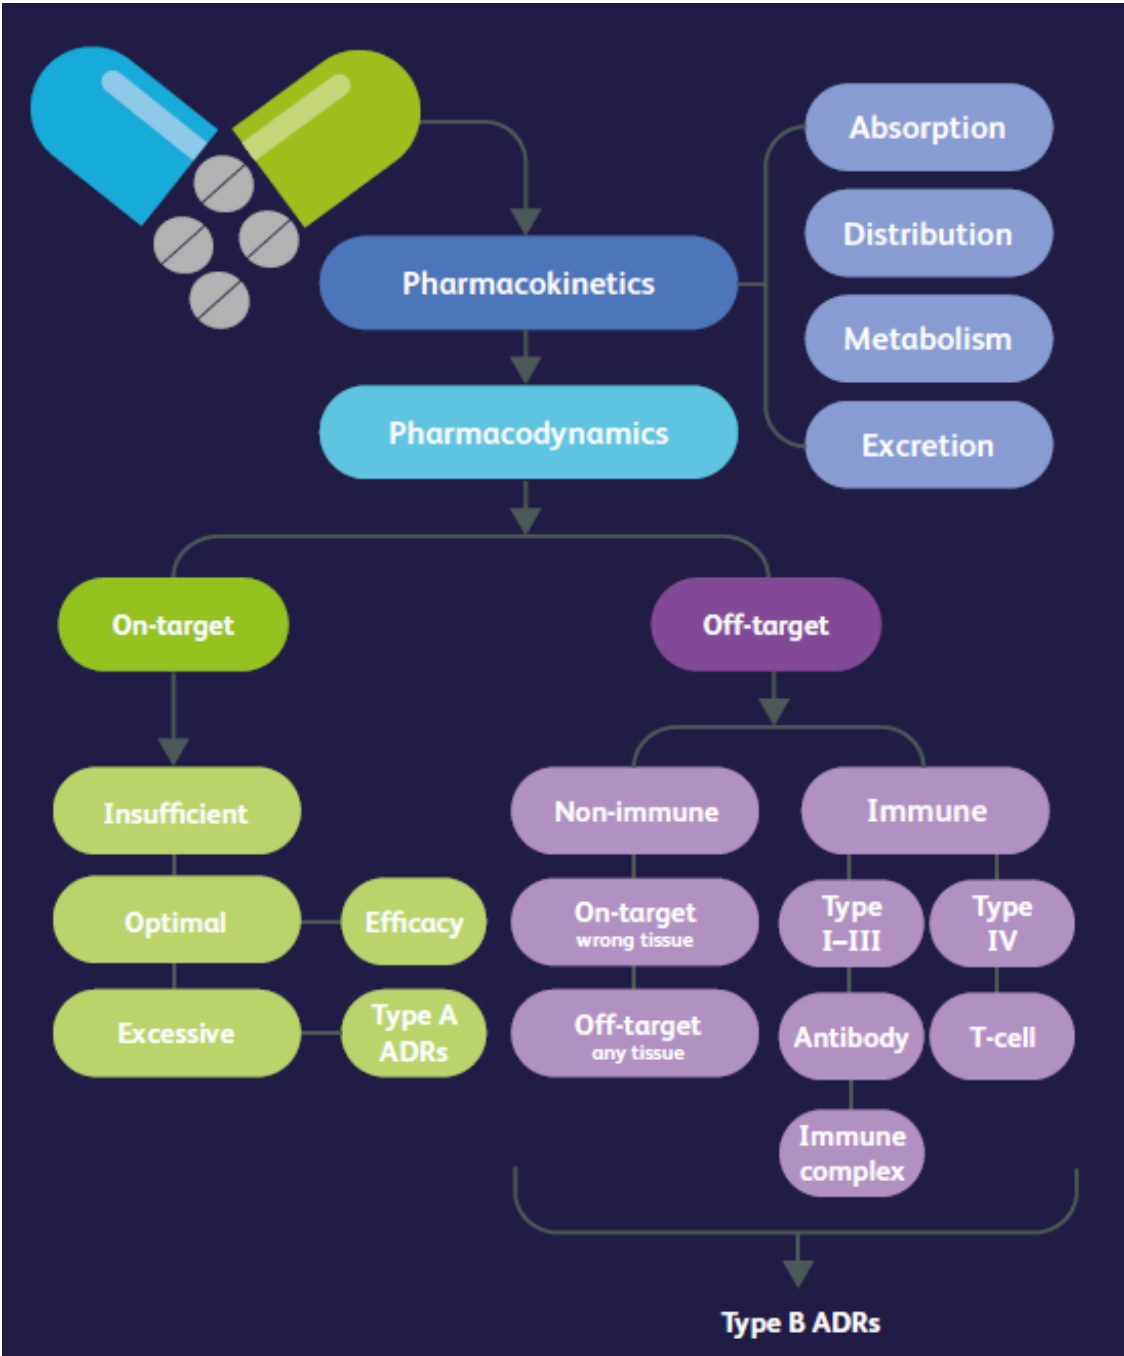 Absorption
Distribution
Pharmacokinetics
Metabolism
Pharmacodynamics
Excretion
On-target
Off-target
Insufficient
Non-immune
Immune
Optimal
Efficacy
On-target
wrong tissue
Type
I–III
Type
IV
Excessive
Type A
ADRs
Off-target
any tissue
Antibody
T-cell
Immune
complex
Type B ADRs